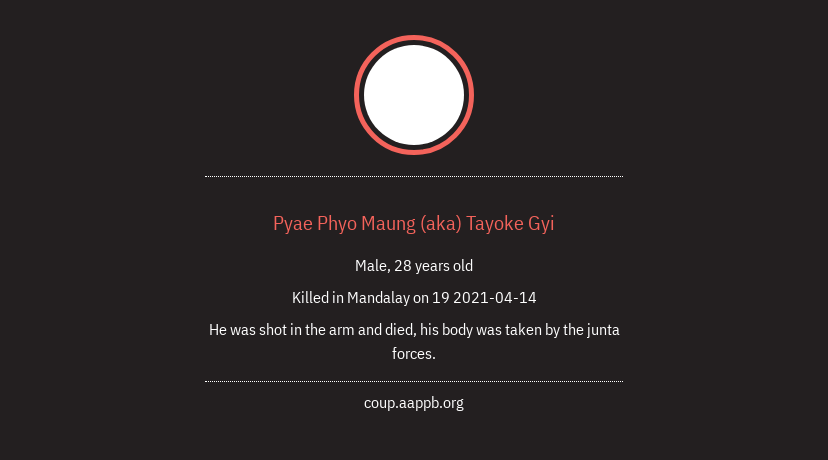 Pyae Phyo Maung (aka) Tayoke Gyi
Male, 28 years old
Killed in Mandalay on 19 2021-04-14
He was shot in the arm and died, his body was taken by the junta
forces.
coup.aappb.org